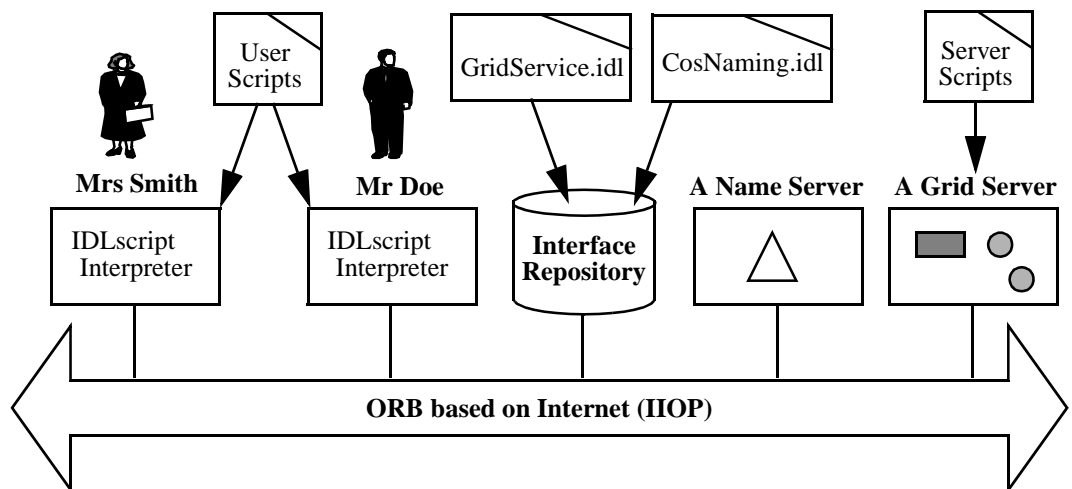 User
Scripts
GridService.idl
CosNaming.idl
Server
Scripts
Mrs Smith
Mr Doe
A Name Server
A Grid Server
IDLscript
Interpreter
IDLscript
Interpreter
Interface
Repository
ORB based on Internet (IIOP)